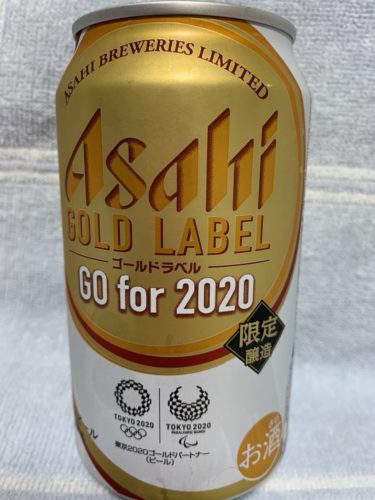 ASAHI BREWERIES LIMITED
Asahi
GOLD LABEL
ゴールドラベル
GO for 2020
限定
醸造
TOKYO 2020
TOKYO 2020
PARALYMPIC GAMES
東京2020ゴールドパートナー
(ビール)
ール
お酒